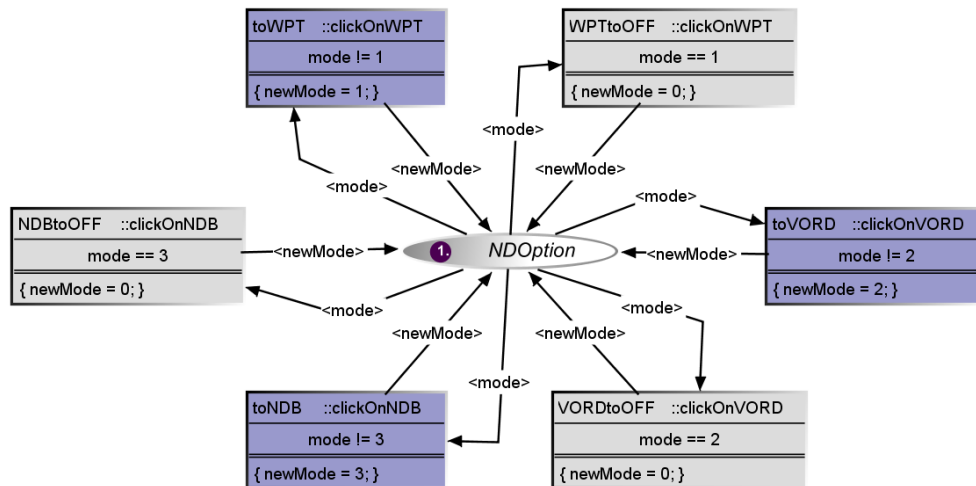 toWPT ::clickOnWPT
mode != 1
{ newMode = 1; }
WPTtoOFF ::clickOnWPT
mode == 1
{ newMode = 0; }
<mode>
<newMode>
<newMode>
<mode>
<mode>
NDBtoOFF ::clickOnNDB
mode == 3
{ newMode = 0; }
<newMode>
1. NDOption
<newMode>
toVORD ::clickOnVORD
mode != 2
{ newMode = 2; }
<mode>
<mode>
<newMode>
<newMode>
<mode>
toNDB ::clickOnNDB
mode != 3
{ newMode = 3; }
VORDtoOFF ::clickOnVORD
mode == 2
{ newMode = 0; }